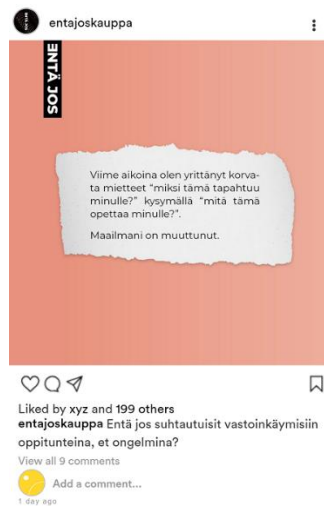 entajoskauppa
ENTÄ JOS
Viime aikoina olen yrittänyt korva-
ta mietteet “miksi tämä tapahtuu
minulle?” kysymällä “mitä tämä
opettaa minulle?”.
Maailmani on muuttunut.
Liked by xyz and 199 others
entajoskauppa Entä jos suhtautuisit vastoinkäymisiin
oppitunteina, et ongelmina?
View all 9 comments
Add a comment...
1 day ago